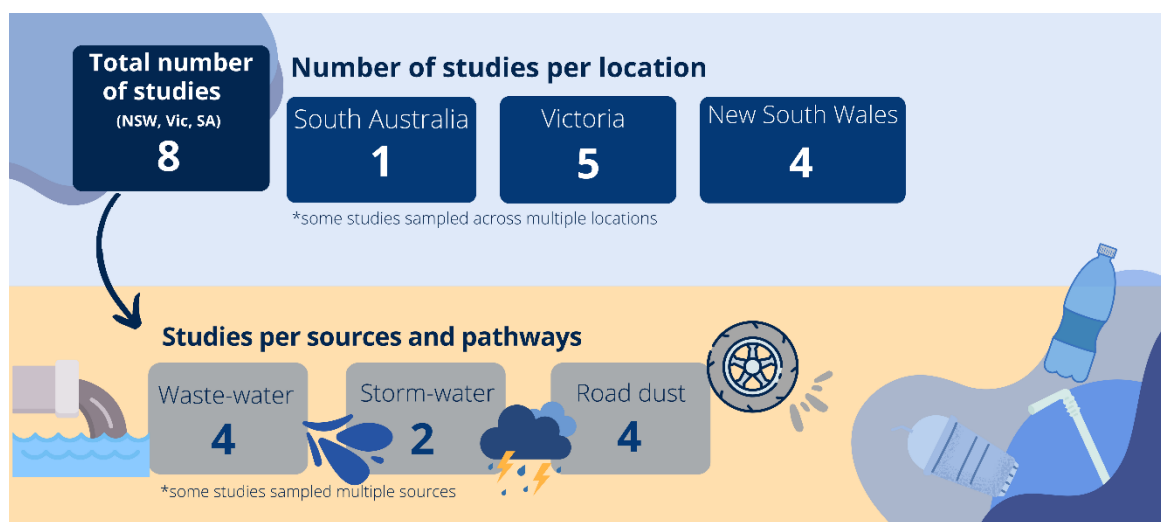 Total number
of studies
(NSW, Vic, SA)
8
Number of studies per location
South Australia
1
Victoria
5
New South Wales
4
*some studies sampled across multiple locations
Studies per sources and pathways
Waste-water
4
Storm-water
2
Road dust
4
*some studies sampled multiple sources